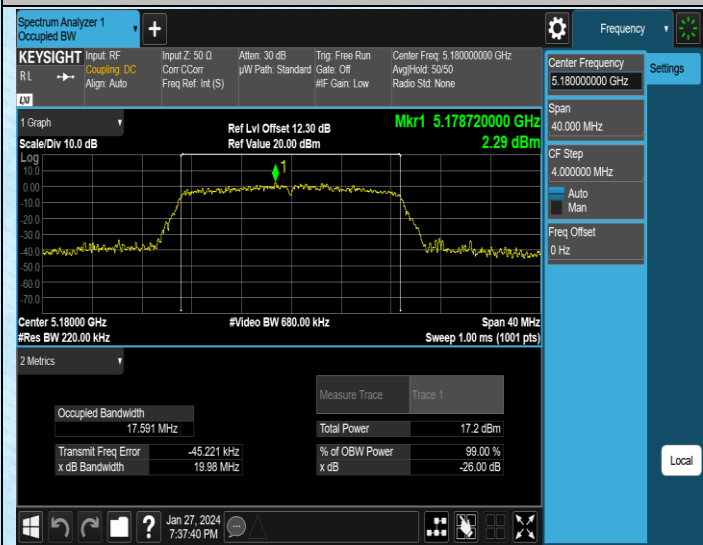 Spectrum Analyzer 1
Occupied BW
+
Frequency
KEYSIGHT
RL
LXI
Input: RF
Coupling: DC
Align: Auto
Input Z: 50 Ω
Corr CCorr
Freq Ref: Int (S)
Atten: 30 dB
µW Path: Standard
Trig: Free Run
Gate: Off
#IF Gain: Low
Center Freq: 5.180000000 GHz
Avg|Hold: 50/50
Radio Std: None
Center Frequency
5.180000000 GHz
Settings
Span
40.000 MHz
CF Step
4.000000 MHz
Auto
Man
Freq Offset
0 Hz
1 Graph
Scale/Div 10.0 dB
Ref Lvl Offset 12.30 dB
Ref Value 20.00 dBm
Mkr1 5.178720000 GHz
2.29 dBm
Log
10.0
0.00
-10.0
-20.0
-30.0
-40.0
-50.0
-60.0
-70.0
1
Center 5.18000 GHz
#Res BW 220.00 kHz
#Video BW 680.00 kHz
Span 40 MHz
Sweep 1.00 ms (1001 pts)
2 Metrics
Measure Trace Trace 1
Occupied Bandwidth
17.591 MHz
Total Power 17.2 dBm
Transmit Freq Error -45.221 kHz
% of OBW Power 99.00 %
x dB Bandwidth 19.98 MHz
x dB -26.00 dB
Local
?
Jan 27, 2024
7:37:40 PM